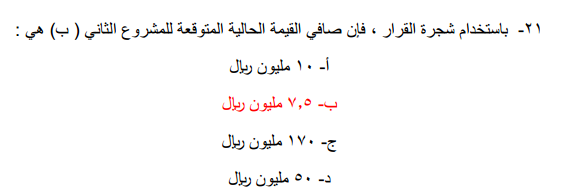 ٢١- باستخدام شجرة القرار ، فإن صافي القيمة الحالية المتوقعة للمشروع الثاني ( ب) هي :
أ- ١٠ مليون ريال
ب- ٧,٥ مليون ريال
ج- ١٧٠ مليون ريال
د- ٥٠ مليون ريال